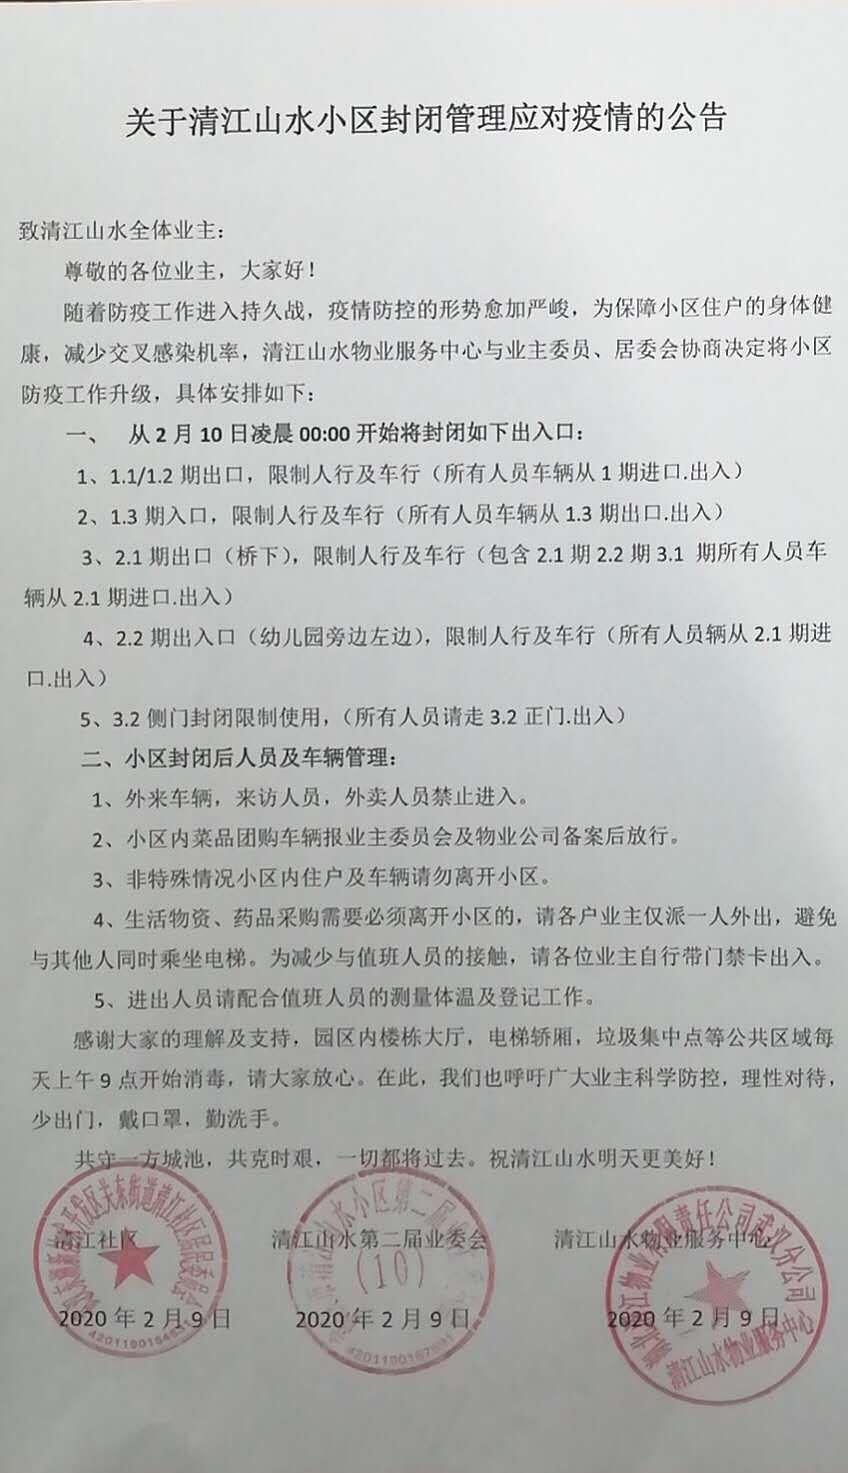 关于清江山水小区封闭管理应对疫情的公告
致清江山水全体业主：
尊敬的各位业主，大家好！
随着防疫工作进入持久战，疫情防控的形势愈加严峻，为保障小区住户的身体健
康，减少交叉感染机率，清江山水物业服务中心与业主委员、居委会协商决定将小区
防疫工作升级，具体安排如下：
一、 从 2 月 10 日凌晨 00:00 开始将封闭如下出入口：
1、1.1/1.2 期出口，限制人行及车行（所有人员车辆从 1 期进口.出入）
2、1.3 期入口，限制人行及车行（所有人员车辆从 1.3 期出口.出入）
3、2.1 期出口（桥下），限制人行及车行（包含 2.1 期 2.2 期 3.1 期所有人员车
辆从 2.1 期进口.出入）
4、2.2 期出入口（幼儿园旁边左边），限制人行及车行（所有人员辆从 2.1 期进
口.出入）
5、3.2 侧门封闭限制使用，（所有人员请走 3.2 正门.出入）
二、小区封闭后人员及车辆管理：
1、外来车辆，来访人员，外卖人员禁止进入。
2、小区内菜品团购车辆报业主委员会及物业公司备案后放行。
3、非特殊情况小区内住户及车辆请勿离开小区。
4、生活物资、药品采购需要必须离开小区的，请各户业主仅派一人外出，避免
与其他人同时乘坐电梯。为减少与值班人员的接触，请各位业主自行带门禁卡出入。
5、进出人员请配合值班人员的测量体温及登记工作。
感谢大家的理解及支持，园区内楼栋大厅，电梯轿厢，垃圾集中点等公共区域每
天上午 9 点开始消毒，请大家放心。在此，我们也呼吁广大业主科学防控，理性对待，
少出门，戴口罩，勤洗手。
共守一方城池，共克时艰，一切都将过去。祝清江山水明天更美好！
清江社区 清江山水第二届业委会 清江山水物业服务中心
2020 年 2 月 9 日 2020 年 2 月 9 日 2020 年 2 月 9 日
开发区关东街道清江社区居民委员会
清江山水小区第二届
（10）
湖北清江物业有限责任公司武汉分公司
清江山水物业服务中心